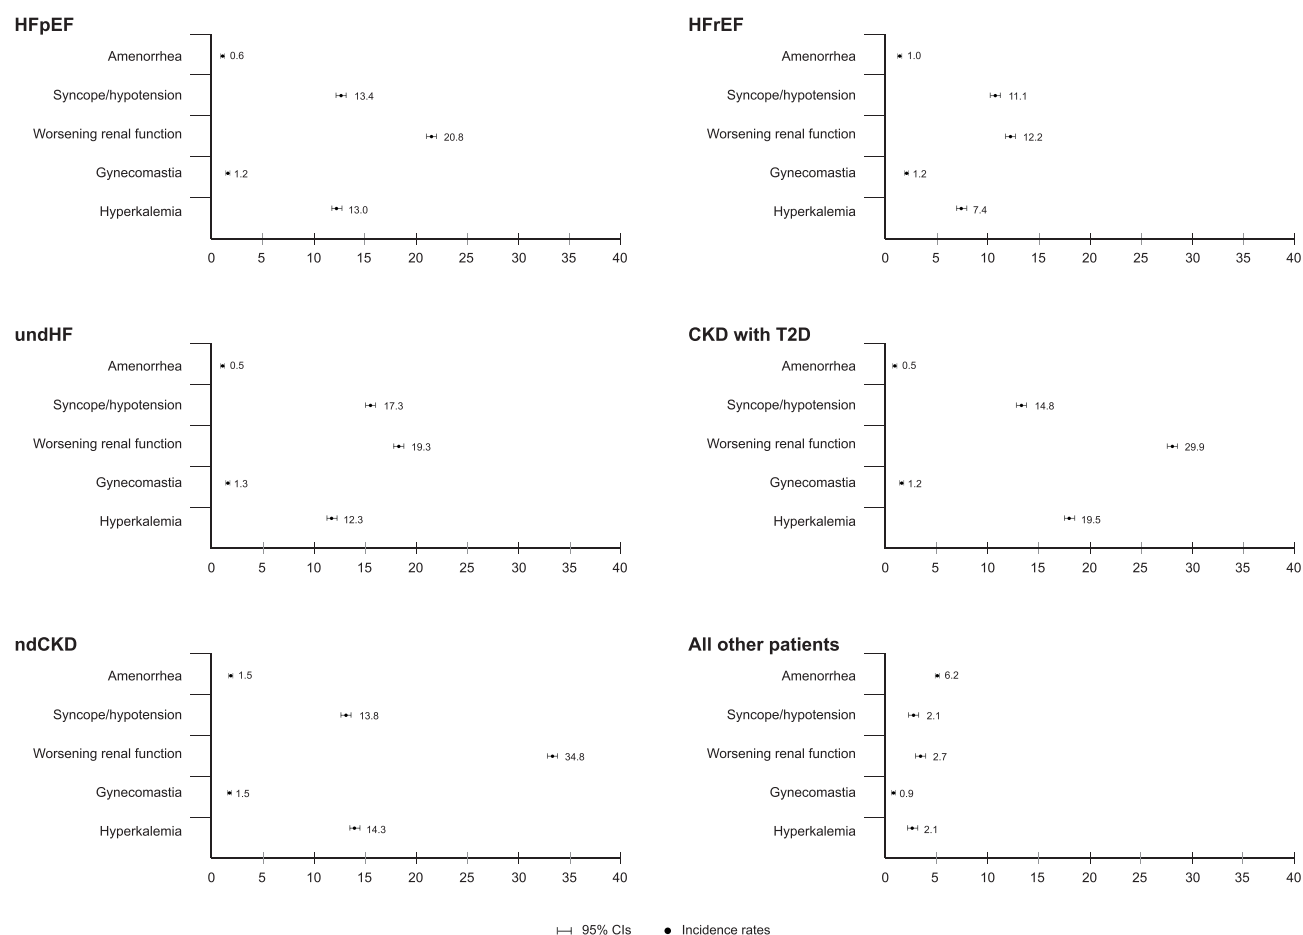 HFpEF
Amenorrhea 0.6
Syncope/hypotension 13.4
Worsening renal function 20.8
Gynecomastia 1.2
Hyperkalemia 13.0
0 5 10 15 20 25 30 35 40
HFrEF
Amenorrhea 1.0
Syncope/hypotension 11.1
Worsening renal function 12.2
Gynecomastia 1.2
Hyperkalemia 7.4
0 5 10 15 20 25 30 35 40
undHF
Amenorrhea 0.5
Syncope/hypotension 17.3
Worsening renal function 19.3
Gynecomastia 1.3
Hyperkalemia 12.3
0 5 10 15 20 25 30 35 40
CKD with T2D
Amenorrhea 0.5
Syncope/hypotension 14.8
Worsening renal function 29.9
Gynecomastia 1.2
Hyperkalemia 19.5
0 5 10 15 20 25 30 35 40
ndCKD
Amenorrhea 1.5
Syncope/hypotension 13.8
Worsening renal function 34.8
Gynecomastia 1.5
Hyperkalemia 14.3
0 5 10 15 20 25 30 35 40
All other patients
Amenorrhea 6.2
Syncope/hypotension 2.1
Worsening renal function 2.7
Gynecomastia 0.9
Hyperkalemia 2.1
0 5 10 15 20 25 30 35 40
95% CIs Incidence rates